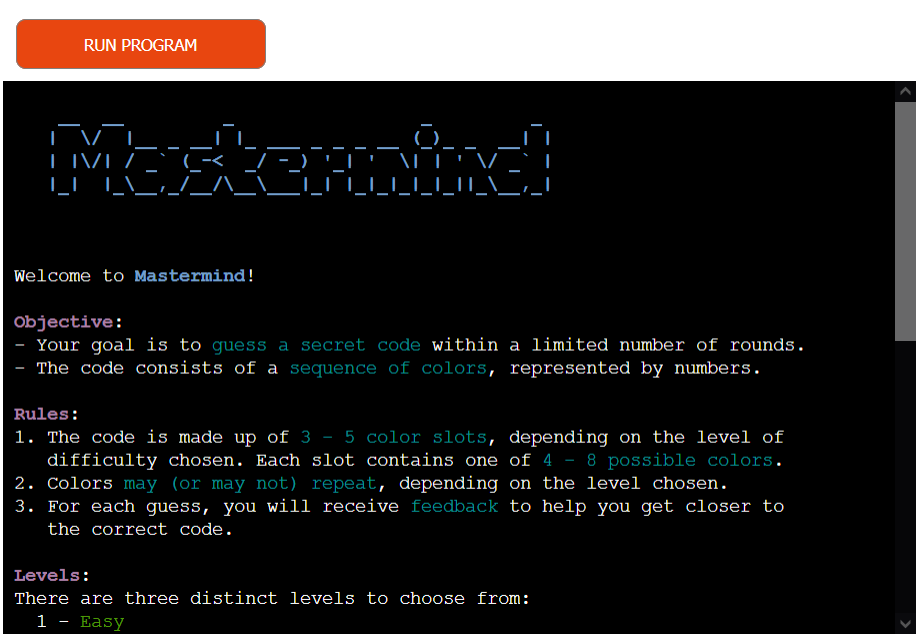 RUN PROGRAM
Mastermind
Welcome to Mastermind!
Objective:
- Your goal is to guess a secret code within a limited number of rounds.
- The code consists of a sequence of colors, represented by numbers.
Rules:
1. The code is made up of 3 - 5 color slots, depending on the level of
difficulty chosen. Each slot contains one of 4 - 8 possible colors.
2. Colors may (or may not) repeat, depending on the level chosen.
3. For each guess, you will receive feedback to help you get closer to
the correct code.
Levels:
There are three distinct levels to choose from:
1 - Easy